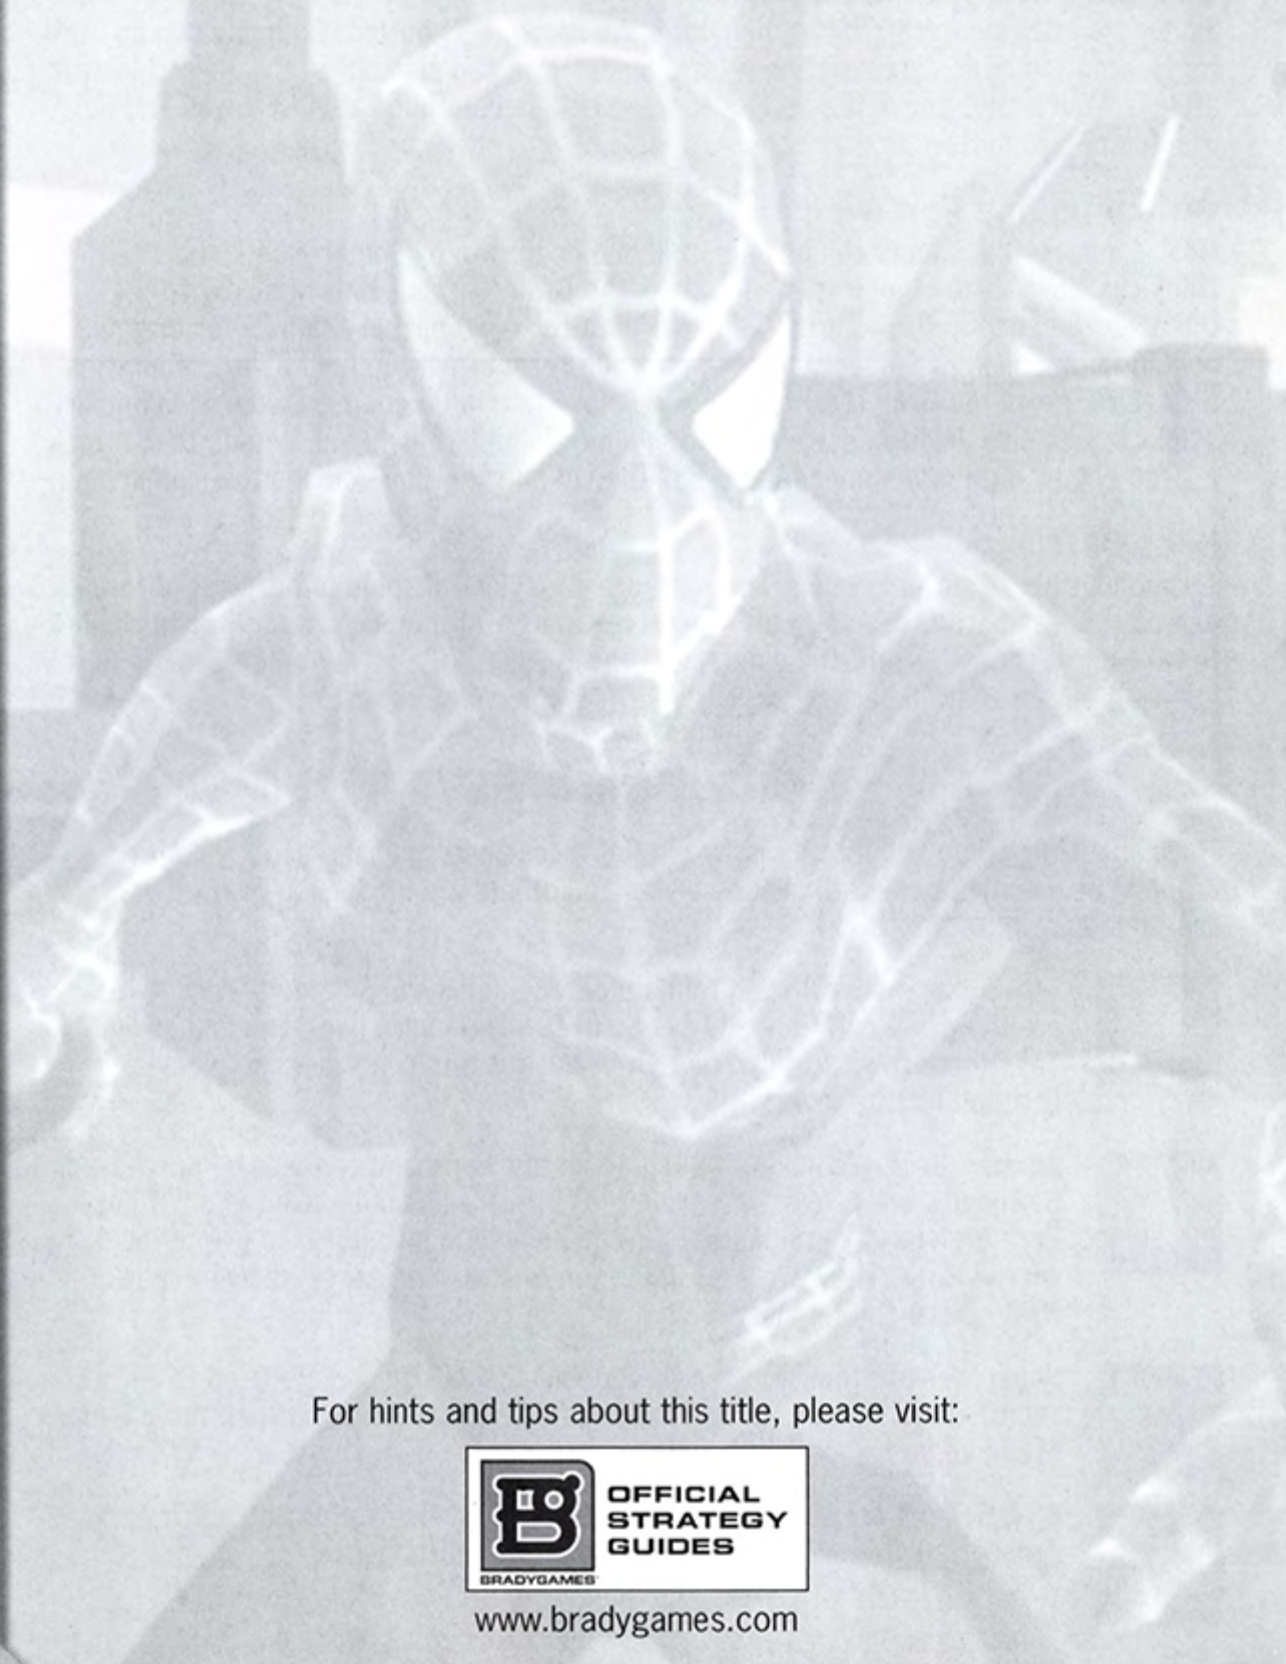 For hints and tips about this title, please visit:
OFFICIAL
STRATEGY
GUIDES
BRADYGAMES
www.bradygames.com